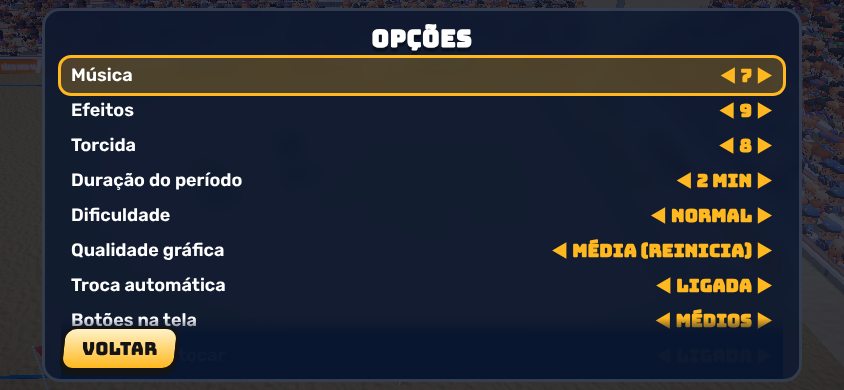 OPÇÕES
Música ◀ 7 ▶
Efeitos ◀ 9 ▶
Torcida ◀ 8 ▶
Duração do período ◀ 2 MIN ▶
Dificuldade ◀ NORMAL ▶
Qualidade gráfica ◀ MÉDIA (REINICIA) ▶
Troca automática ◀ LIGADA ▶
Botões na tela ◀ MÉDIOS ▶
◀ LIGADA ▶
VOLTAR